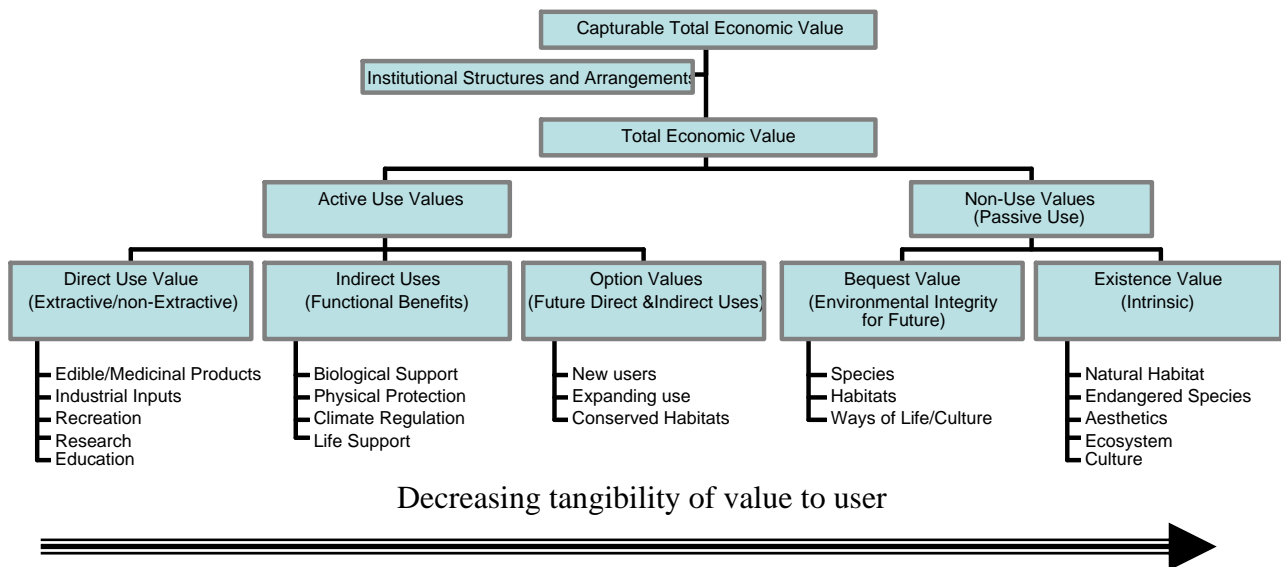 Capturable Total Economic Value
Institutional Structures and Arrangements
Total Economic Value
Active Use Values
Non-Use Values
(Passive Use)
Direct Use Value
(Extractive/non-Extractive)
Indirect Uses
(Functional Benefits)
Option Values
(Future Direct &Indirect Uses)
Bequest Value
(Environmental Integrity
for Future)
Existence Value
(Intrinsic)
Edible/Medicinal Products
Industrial Inputs
Recreation
Research
Education
Biological Support
Physical Protection
Climate Regulation
Life Support
New users
Expanding use
Conserved Habitats
Species
Habitats
Ways of Life/Culture
Natural Habitat
Endangered Species
Aesthetics
Ecosystem
Culture
Decreasing tangibility of value to user